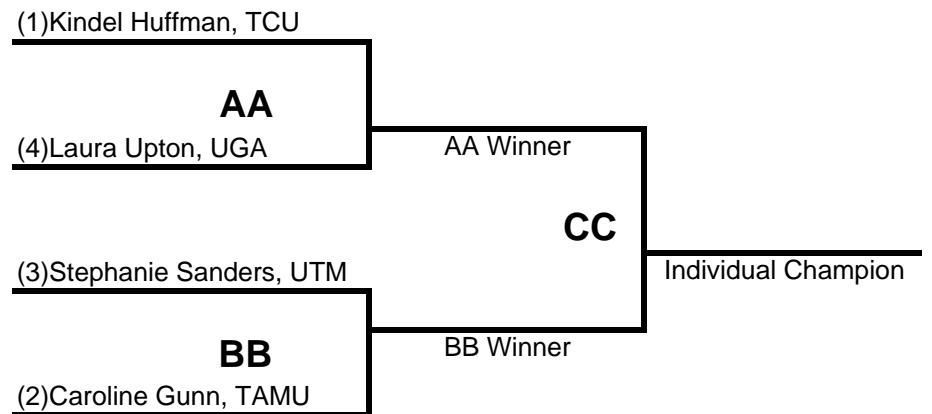 (1)Kindel Huffman, TCU
AA
(4)Laura Upton, UGA
AA Winner
CC
(3)Stephanie Sanders, UTM
Individual Champion
BB
BB Winner
(2)Caroline Gunn, TAMU